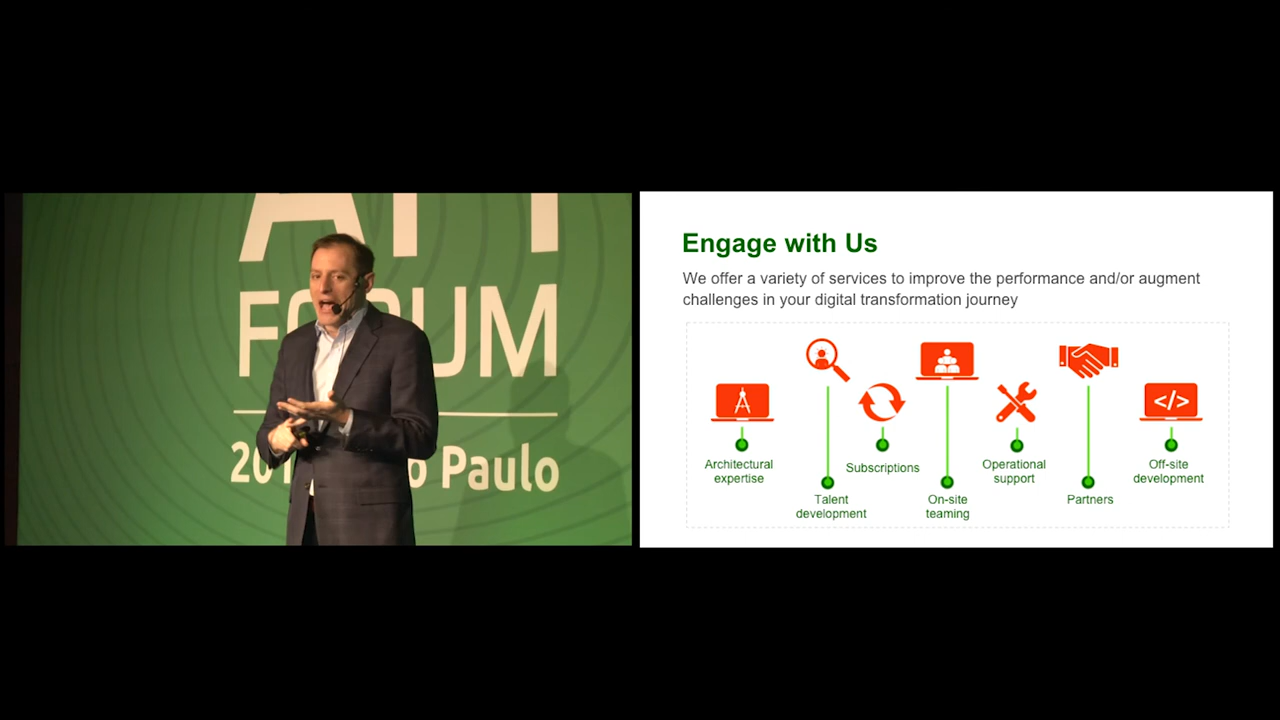 FORUM
Paulo
Engage with Us
We offer a variety of services to improve the performance and/or augment
challenges in your digital transformation journey
Architectural
expertise
Talent
development
Subscriptions
On-site
teaming
Operational
support
Partners
Off-site
development